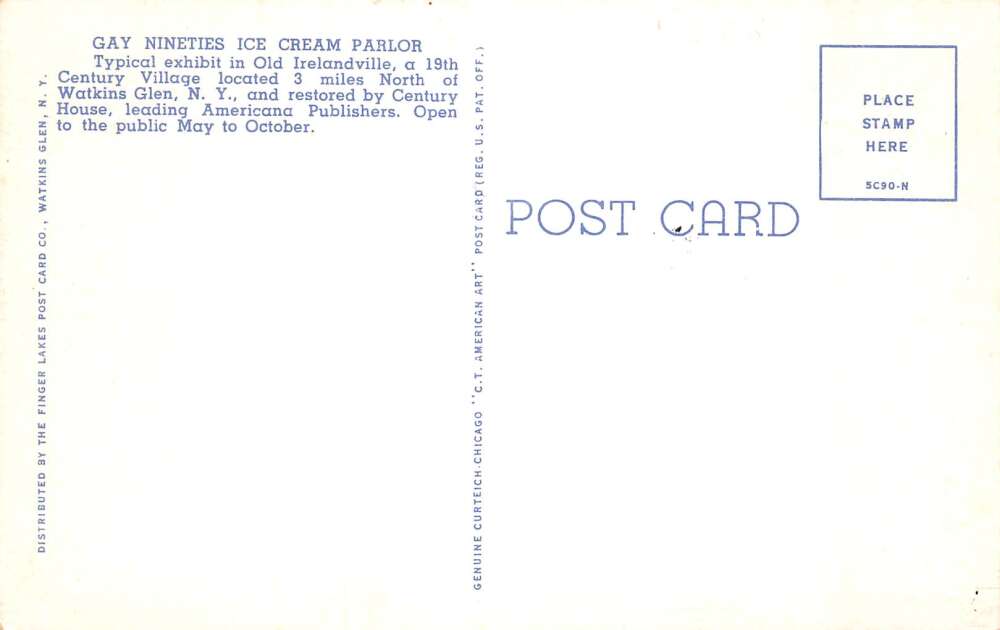 GAY NINETIES ICE CREAM PARLOR
Typical exhibit in Old Irelandville, a 19th
Century Village located 3 miles North of
Watkins Glen, N. Y., and restored by Century
House, leading Americana Publishers. Open
to the public May to October.
DISTRIBUTED BY THE FINGER LAKES POST CARD CO., WATKINS GLEN, N. Y.
GENUINE CURTEICH-CHICAGO "C.T. AMERICAN ART" POST CARD (REG. U.S. PAT. OFF.)
POST CARD
PLACE
STAMP
HERE
5C90-N